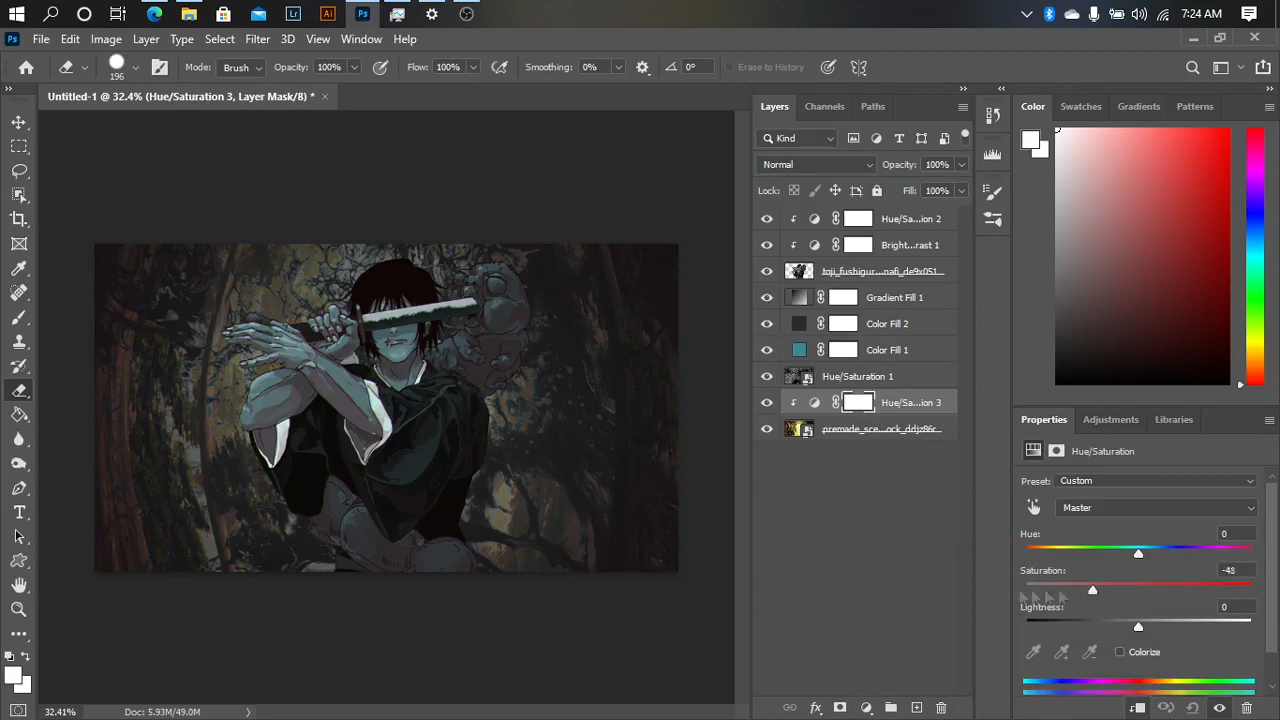 7:24 AM
File Edit Image Layer Type Select Filter 3D View Window Help
196 Mode: Brush Opacity: 100% Flow: 100% Smoothing: 0% 0° Erase to History
Untitled-1 @ 32.4% (Hue/Saturation 3, Layer Mask/8) *
Layers Channels Paths
Kind
Normal Opacity: 100%
Lock: Fill: 100%
Hue/Sa...ion 2
Bright...rast 1
Gradient Fill 1
Color Fill 2
Color Fill 1
Hue/Saturation 1
Hue/Sa...ion 3
premade_sce...ock_ddjz86r...
Color Swatches Gradients Patterns
Properties Adjustments Libraries
Hue/Saturation
Preset: Custom
Master
Hue: 0
Saturation:
Lightness: 0
Colorize
32.41% Doc: 5.93M/49.0M